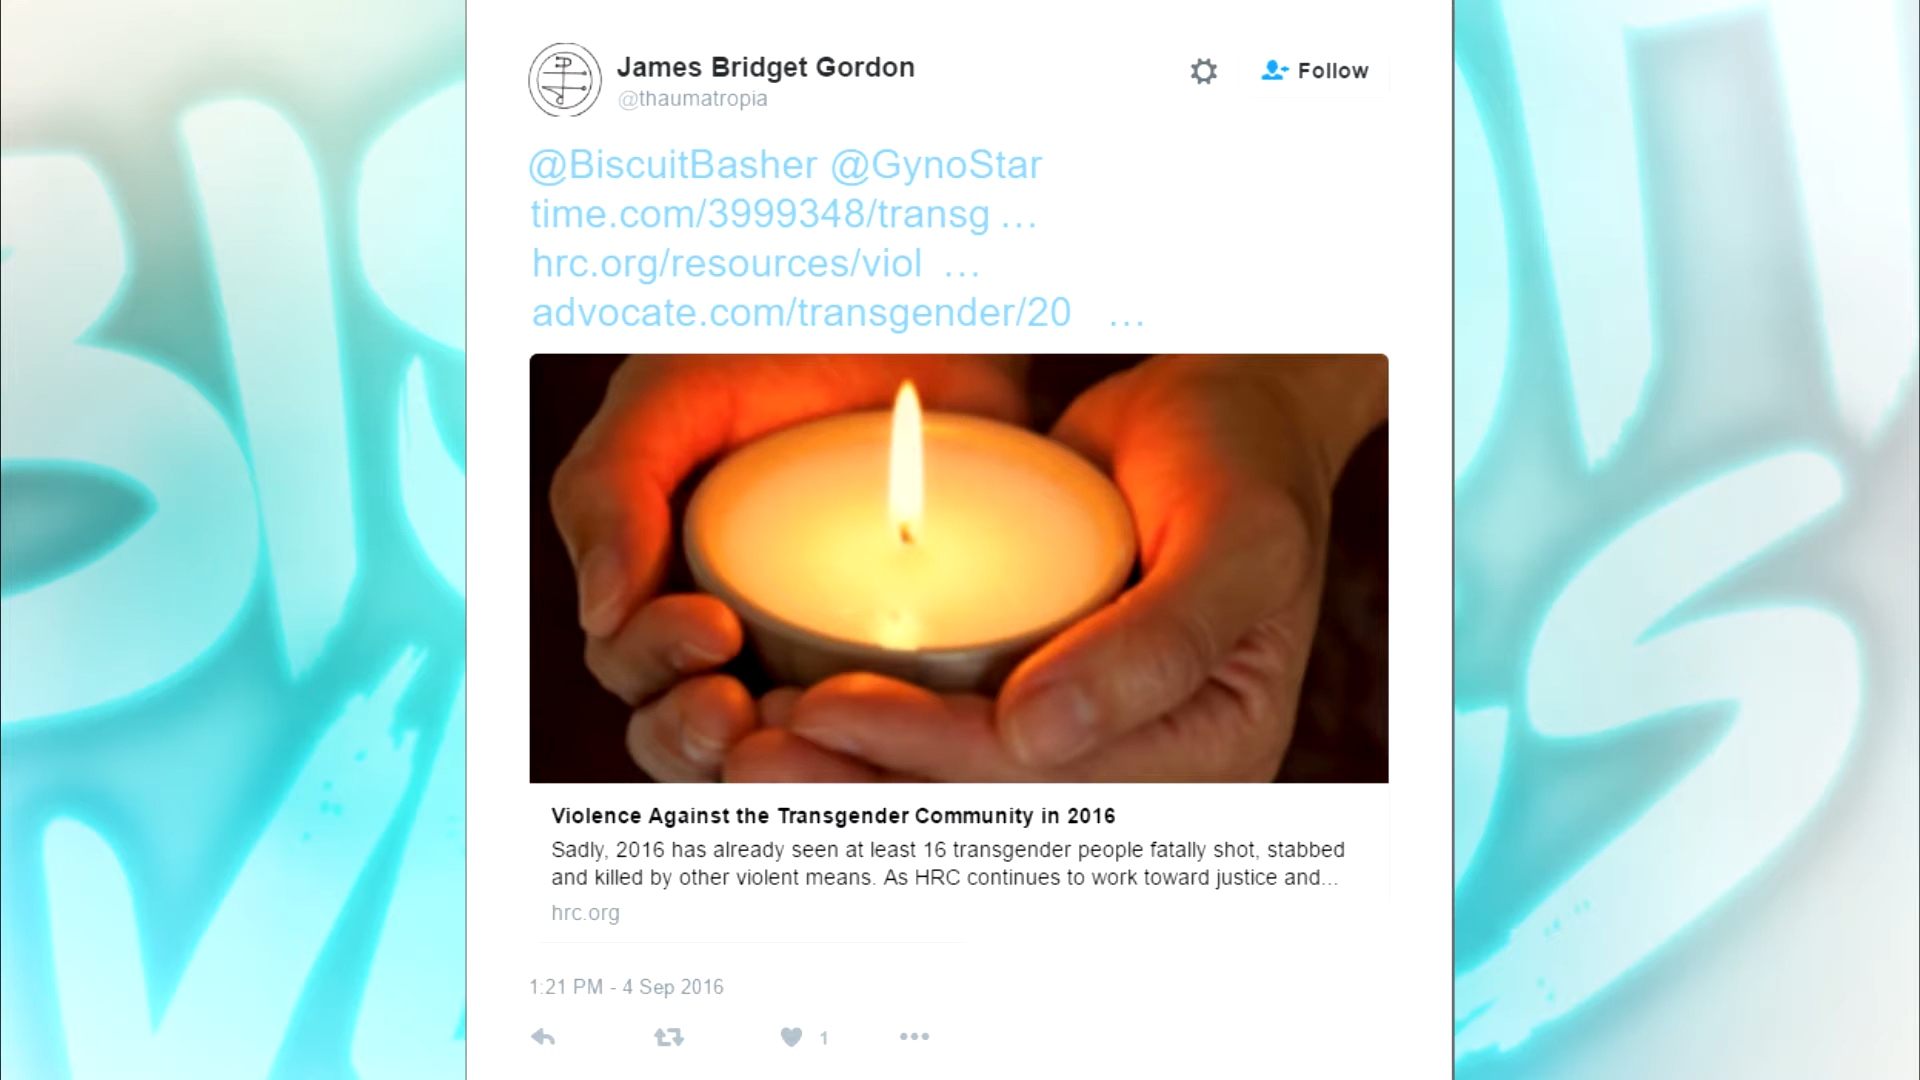 James Bridget Gordon
@thaumatropia
Follow
@BiscuitBasher @GynoStar
time.com/3999348/transg ...
hrc.org/resources/viol ...
advocate.com/transgender/20 ...
Violence Against the Transgender Community in 2016
Sadly, 2016 has already seen at least 16 transgender people fatally shot, stabbed
and killed by other violent means. As HRC continues to work toward justice and...
hrc.org
1:21 PM - 4 Sep 2016
1